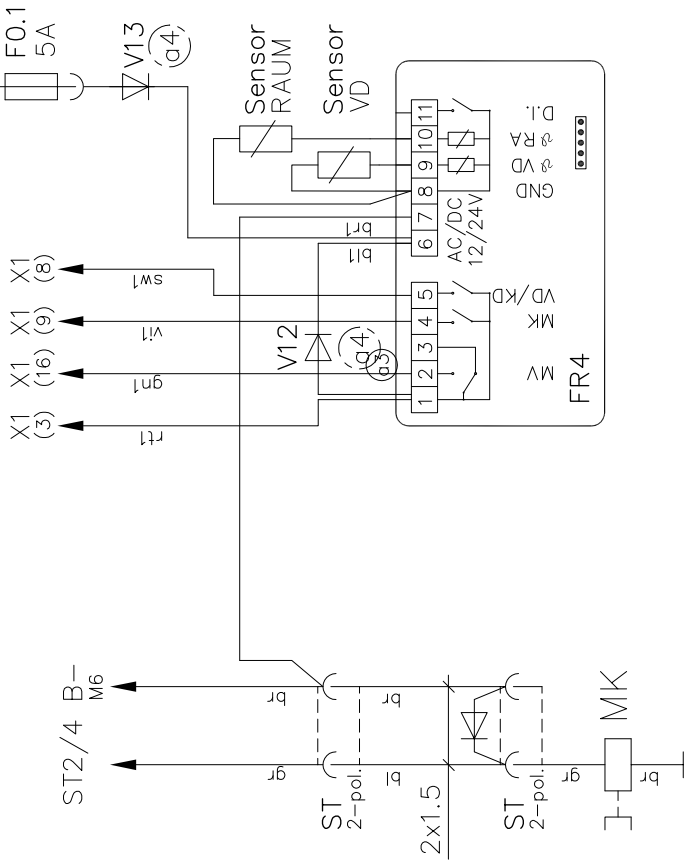 F0.1
5A
V13
a4
Sensor
RAUM
Sensor
VD
X1
(8)
X1
(9)
X1
(16)
X1
(3)
sw1
vi1
gn1
rt1
br1
bl1
V12
a4
a3
1 2 3 4 5
6 7 8 9 10 11
AC/DC
12/24V
D.I.
ϑ RA
ϑ VD
GND
VD/KD
MK
MV
FR4
ST2/4
B-
M6
br
gr
br
bl
ST
2-pol.
2x1.5
ST
2-pol.
gr
br
MK